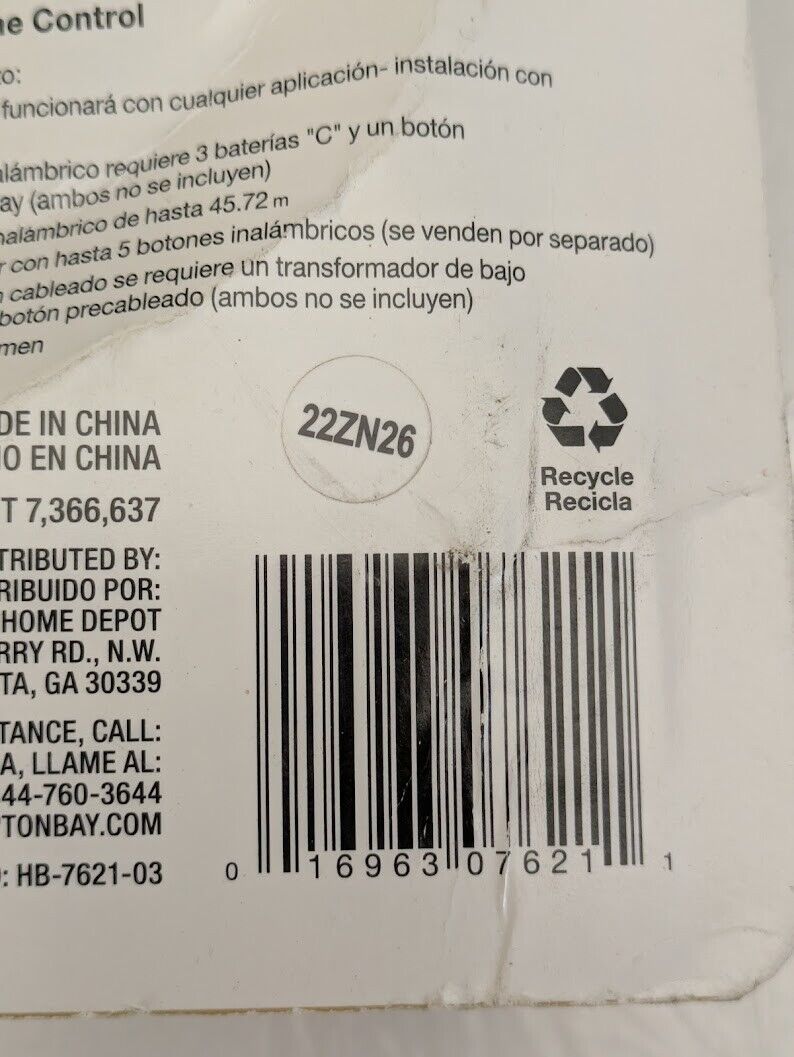 ne Control
o:
funcionará con cualquier aplicación- instalación con
alámbrico requiere 3 baterías "C" y un botón
ay (ambos no se incluyen)
nalámbrico de hasta 45.72 m
r con hasta 5 botones inalámbricos (se venden por separado)
n cableado se requiere un transformador de bajo
botón precableado (ambos no se incluyen)
men
DE IN CHINA
O EN CHINA
T 7,366,637
TRIBUTED BY:
RIBUIDO POR:
HOME DEPOT
RRY RD., N.W.
TA, GA 30339
TANCE, CALL:
A, LLAME AL:
44-760-3644
TONBAY.COM
: HB-7621-03
22ZN26
Recycle
Recicla
0 16963 07621 1